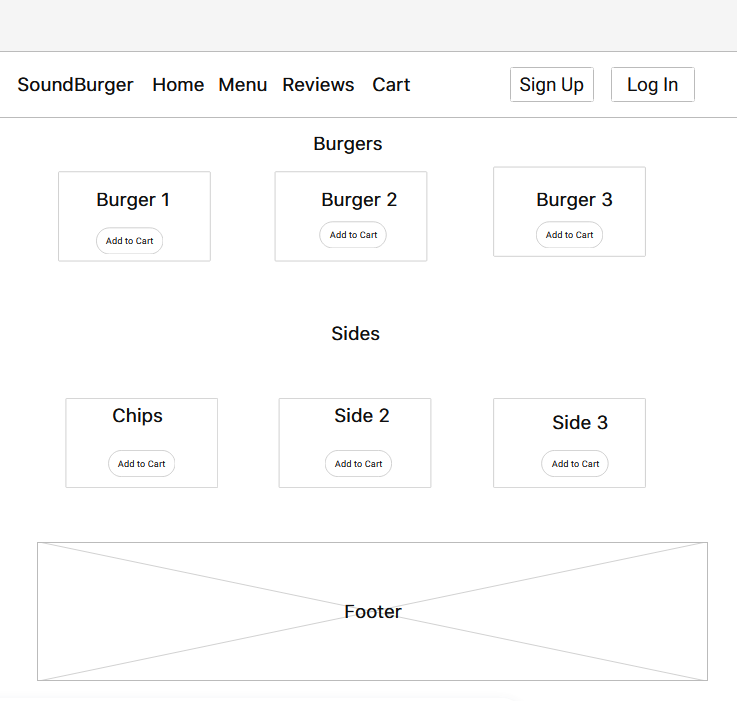 SoundBurger Home Menu Reviews Cart Sign Up Log In
Burgers
Burger 1 Burger 2 Burger 3
Add to Cart Add to Cart Add to Cart
Sides
Chips Side 2 Side 3
Add to Cart Add to Cart Add to Cart
Footer